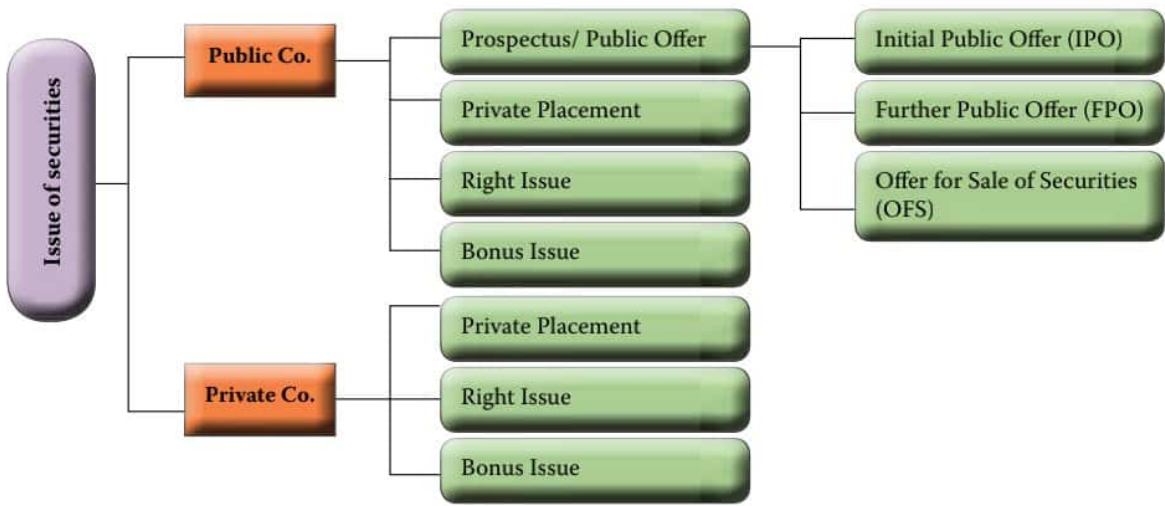 Issue of securities
Public Co.
Prospectus/ Public Offer
Private Placement
Right Issue
Bonus Issue
Initial Public Offer (IPO)
Further Public Offer (FPO)
Offer for Sale of Securities
(OFS)
Private Co.
Private Placement
Right Issue
Bonus Issue